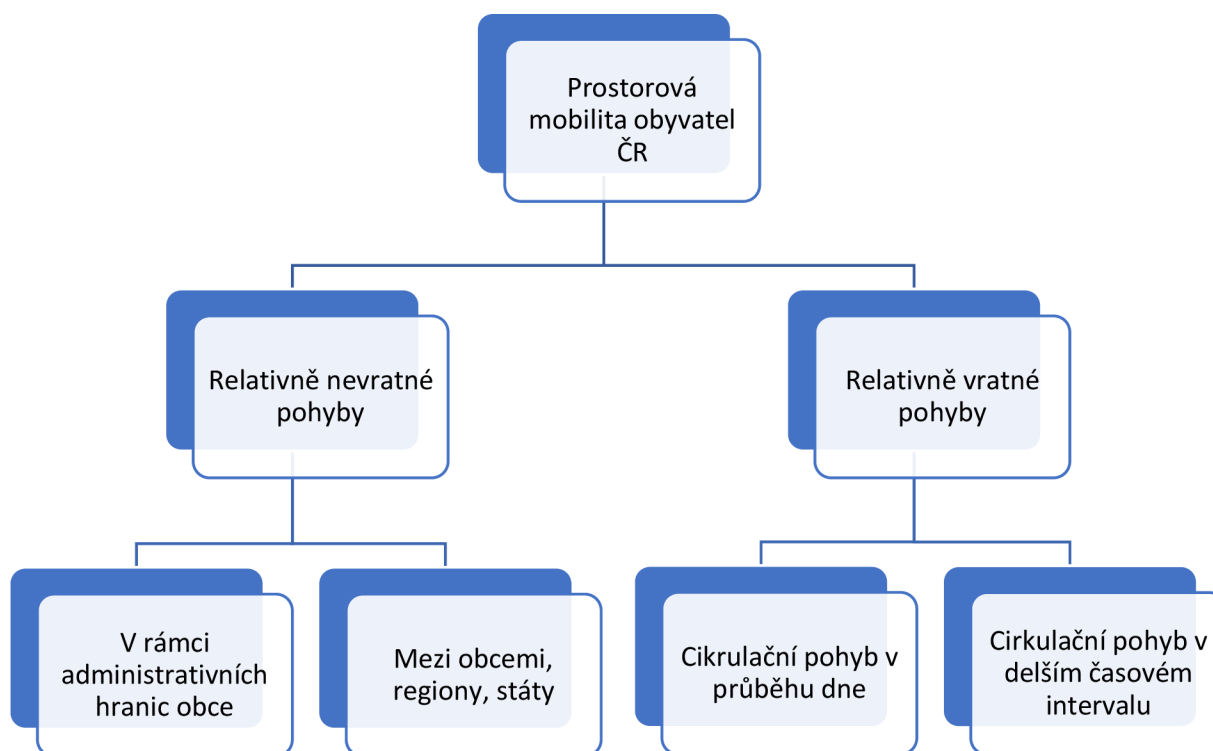 Prostorová
mobilita obyvatel
ČR
Relativně nevratné
pohyby
Relativně vratné
pohyby
V rámci
administrativních
hranic obce
Mezi obcemi,
regiony, státy
Cikrulační pohyb v
průběhu dne
Cirkulační pohyb v
delším časovém
intervalu